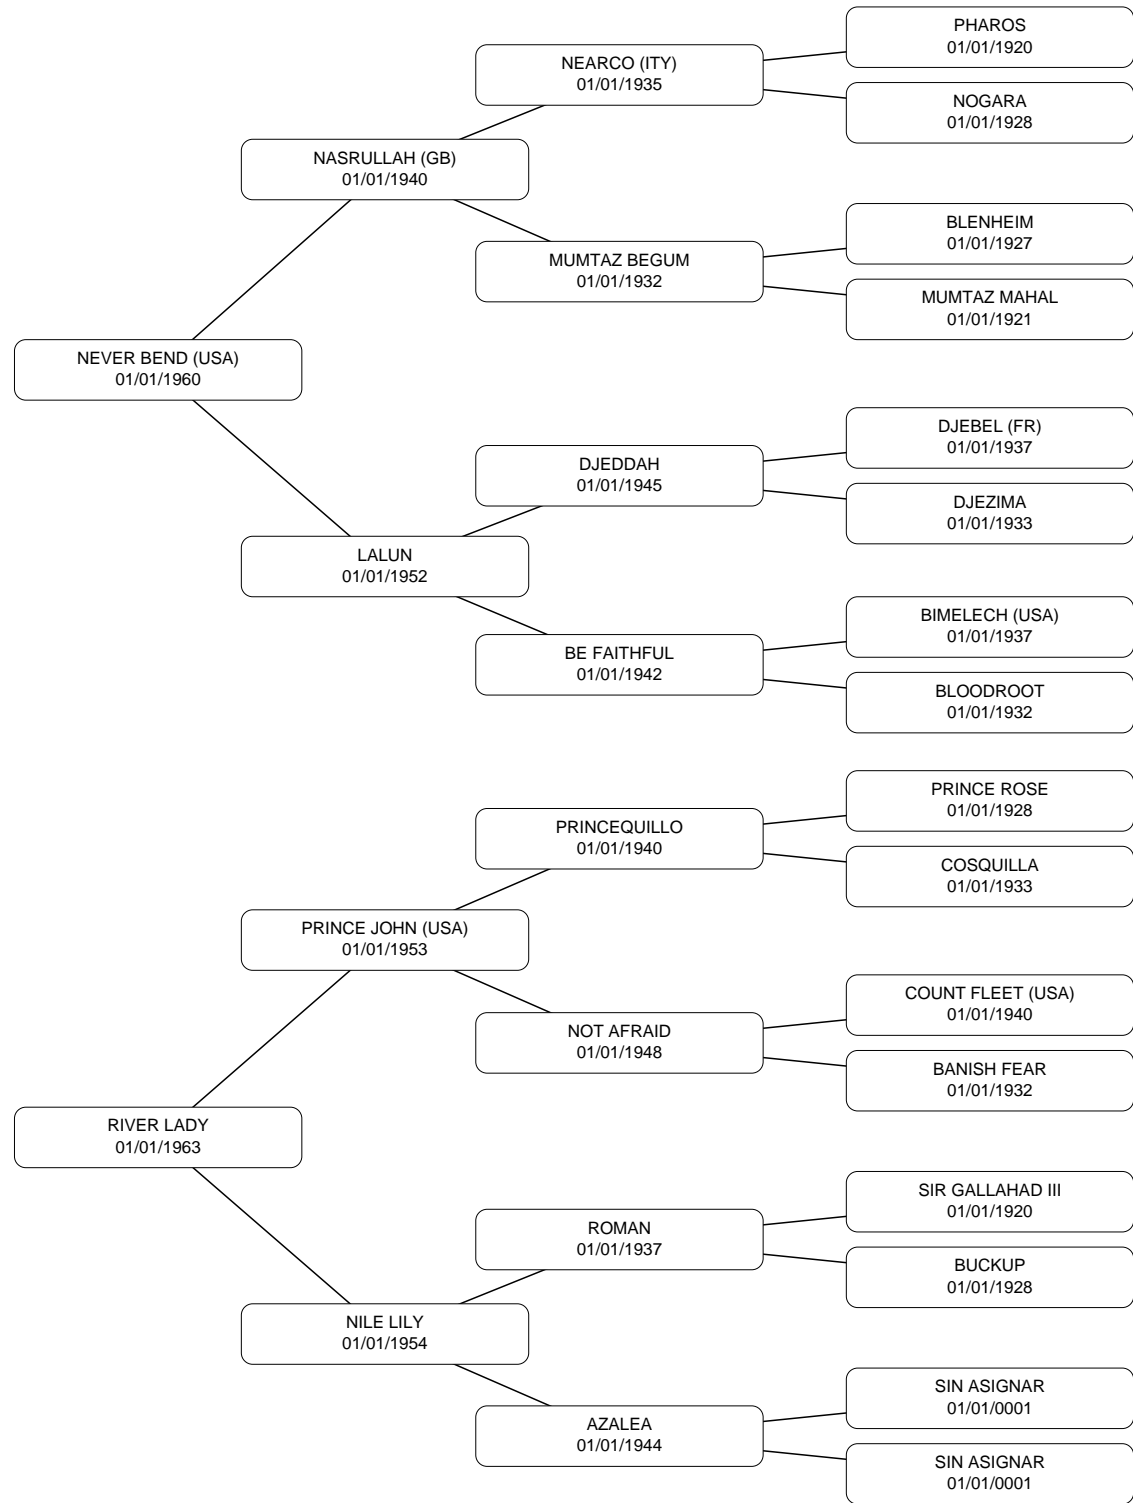 PHAROS
01/01/1920
NEARCO (ITY)
01/01/1935
NOGARA
01/01/1928
NASRULLAH (GB)
01/01/1940
BLENHEIM
01/01/1927
MUMTAZ BEGUM
01/01/1932
MUMTAZ MAHAL
01/01/1921
NEVER BEND (USA)
01/01/1960
DJEBEL (FR)
01/01/1937
DJEDDAH
01/01/1945
DJEZIMA
01/01/1933
LALUN
01/01/1952
BIMELECH (USA)
01/01/1937
BE FAITHFUL
01/01/1942
BLOODROOT
01/01/1932
PRINCE ROSE
01/01/1928
PRINCEQUILLO
01/01/1940
COSQUILLA
01/01/1933
PRINCE JOHN (USA)
01/01/1953
COUNT FLEET (USA)
01/01/1940
NOT AFRAID
01/01/1948
BANISH FEAR
01/01/1932
RIVER LADY
01/01/1963
SIR GALLAHAD III
01/01/1920
ROMAN
01/01/1937
BUCKUP
01/01/1928
NILE LILY
01/01/1954
SIN ASIGNAR
01/01/0001
AZALEA
01/01/1944
SIN ASIGNAR
01/01/0001